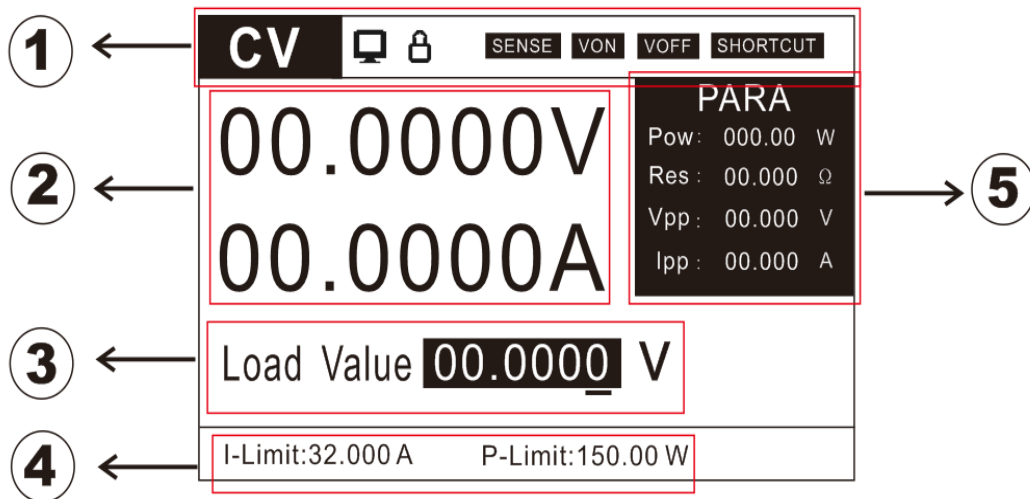 1
CV SENSE VON VOFF SHORTCUT
2
00.0000V
00.0000A
PARA
Pow: 000.00 W
Res: 00.000 Ω
Vpp: 00.000 V
Ipp: 00.000 A
5
3
Load Value 00.0000 V
4
I-Limit:32.000 A P-Limit:150.00 W